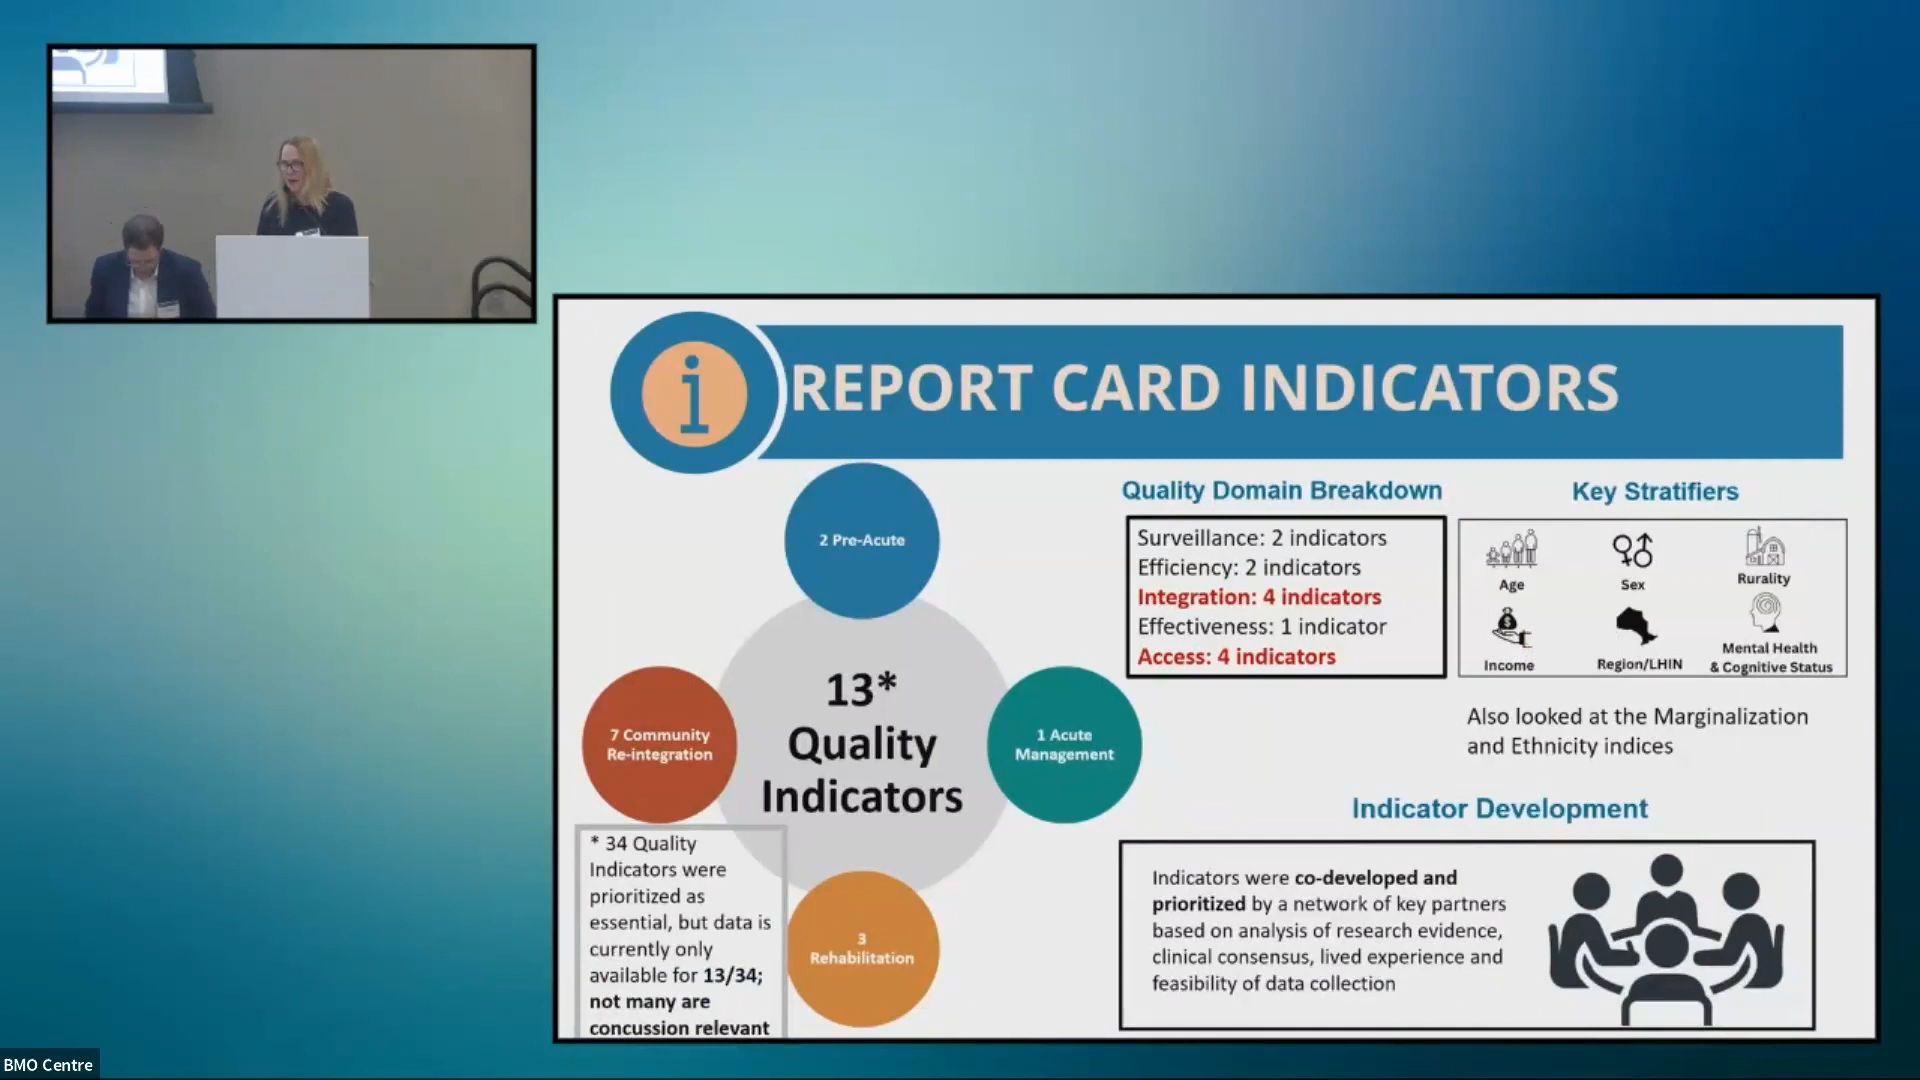 REPORT CARD INDICATORS
2 Pre-Acute
7 Community
Re-integration
13*
Quality
Indicators
1 Acute
Management
3
Rehabilitation
* 34 Quality
Indicators were
prioritized as
essential, but data is
currently only
available for 13/34;
not many are
concussion relevant
Quality Domain Breakdown
Surveillance: 2 indicators
Efficiency: 2 indicators
Integration: 4 indicators
Effectiveness: 1 indicator
Access: 4 indicators
Key Stratifiers
Age
Sex
Rurality
Income
Region/LHIN
Mental Health
& Cognitive Status
Also looked at the Marginalization
and Ethnicity indices
Indicator Development
Indicators were co-developed and
prioritized by a network of key partners
based on analysis of research evidence,
clinical consensus, lived experience and
feasibility of data collection
BMO Centre